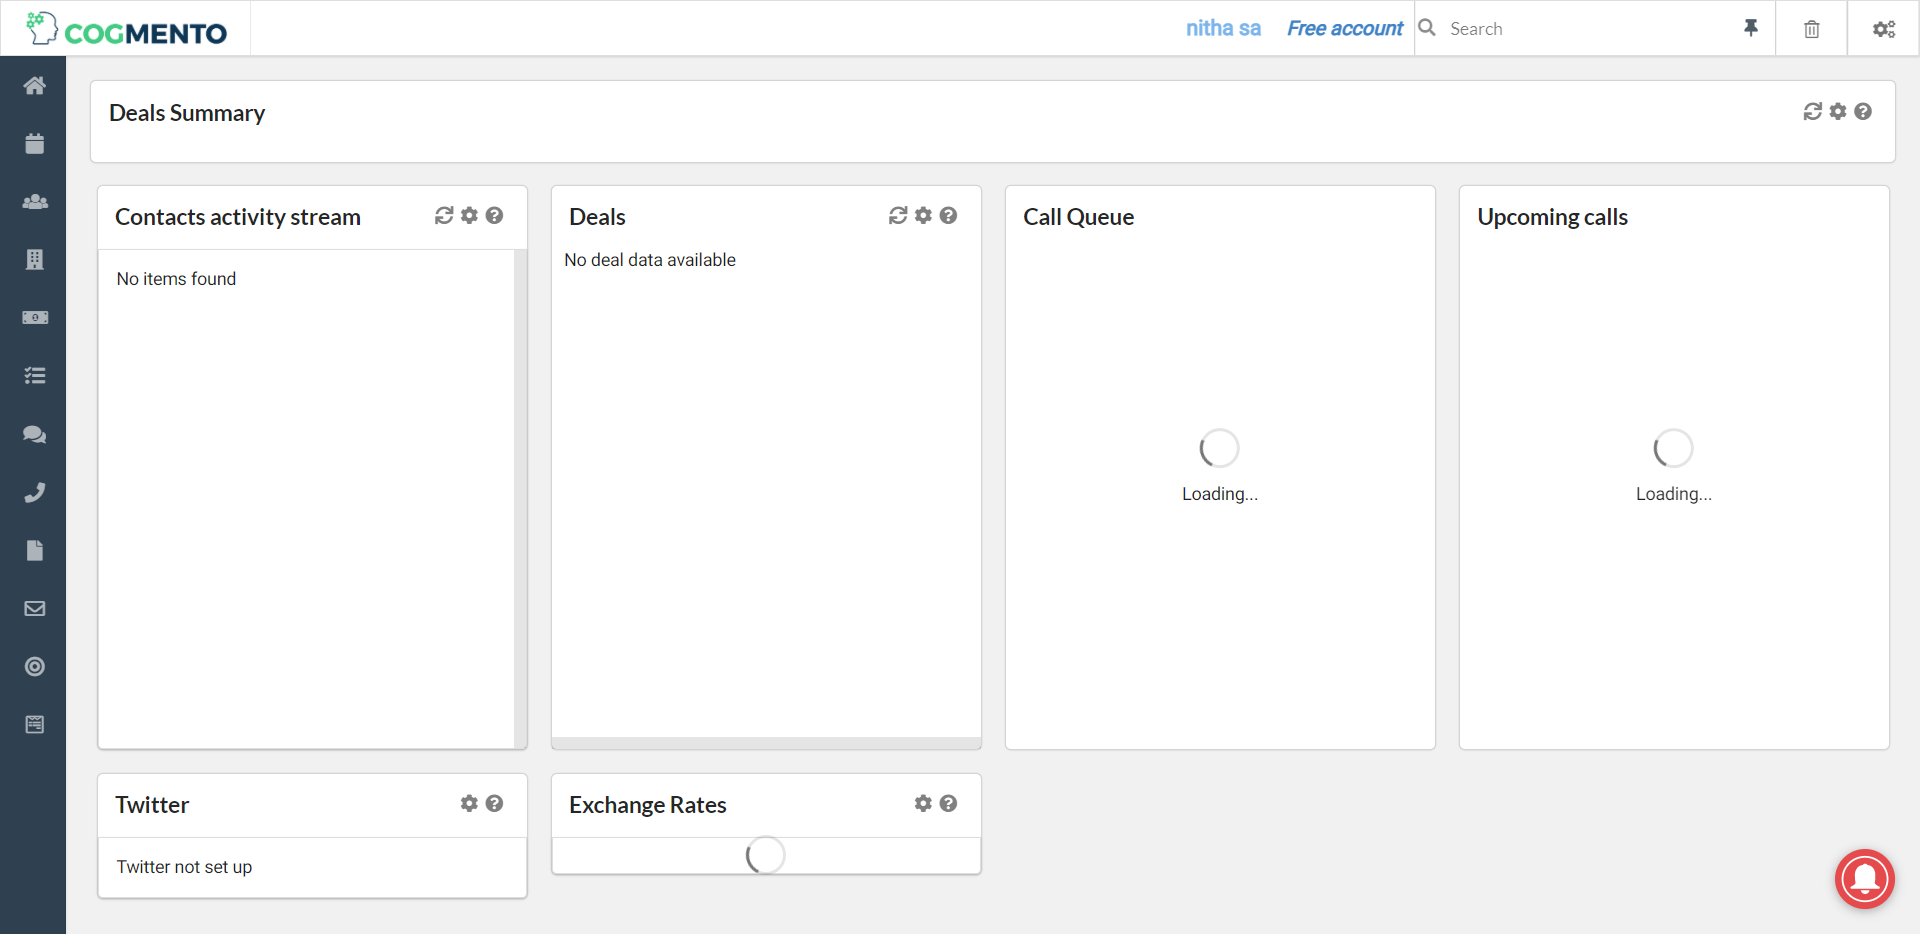 COGMENTO
nitha sa
Free account
Search
Deals Summary
Contacts activity stream
No items found
Deals
No deal data available
Call Queue
Loading...
Upcoming calls
Loading...
Twitter
Twitter not set up
Exchange Rates